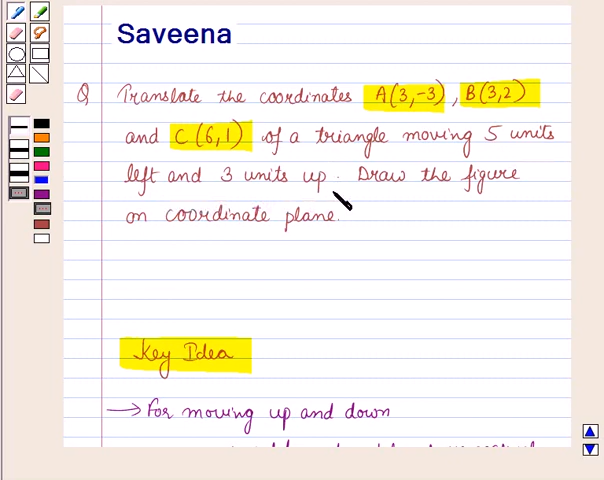 Saveena
Q Translate the coordinates A(3,-3), B(3,2)
and C(6,1) of a triangle moving 5 units
left and 3 units up. Draw the figure
on coordinate plane.
Key Idea
→ For moving up and down